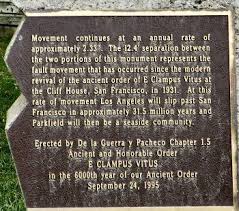 Movement continues at an annual rate of
approximately 2.33". The 12.4' separation between
the two portions of this monument represents the
fault movement that has occurred since the modern
revival of the ancient order of E Clampus Vitus at
the Cliff House, San Francisco, in 1931. At this
rate of movement Los Angeles will slip past San
Francisco in approximately 31.5 million years and
Parkfield will then be a seaside community.
Erected by De la Guerra y Pacheco Chapter 1.5
Ancient and Honorable Order
E CLAMPUS VITUS
in the 6000th year of our Ancient Order
September 24, 1995